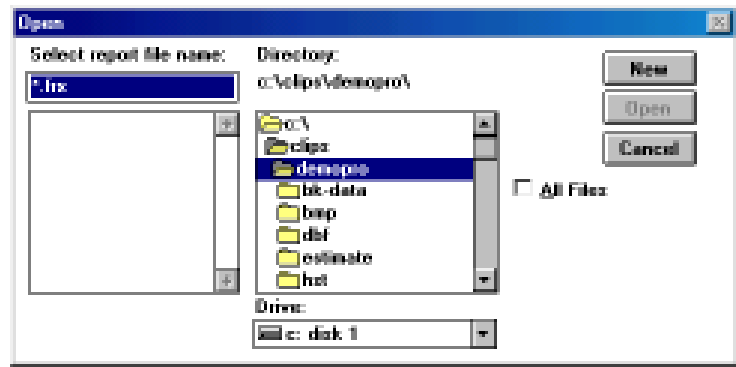 Open
Select report file name:
*.frx
Directory:
c:\clips\demopro\
c:\
clips
demopro
bk-data
bmp
dbf
estimate
hst
Drive:
c: disk 1
New
Open
Cancel
All Files